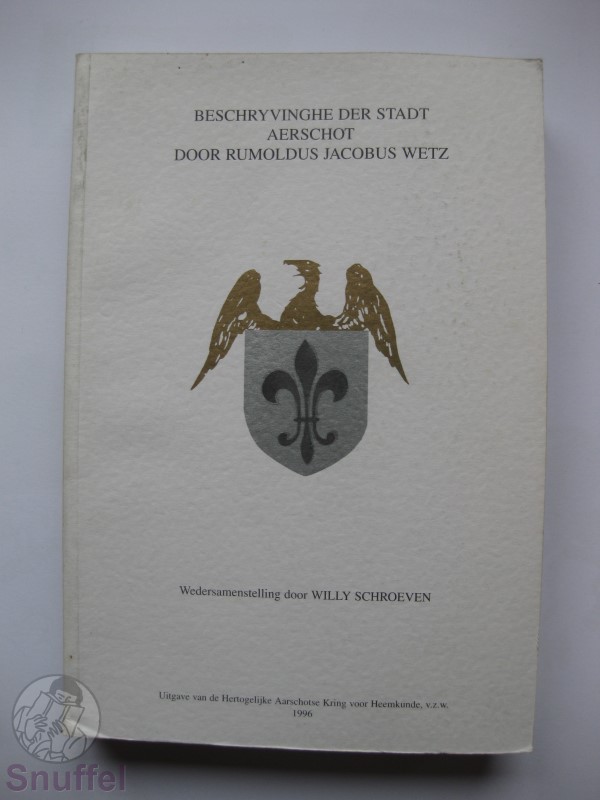 BESCHRYVINGHE DER STADT
AERSCHOT
DOOR RUMOLDUS JACOBUS WETZ
Wedersamenstelling door WILLY SCHROEVEN
Uitgave van de Hertogelijke Aarschotse Kring voor Heemkunde, v.z.w.
1996
Snuffel